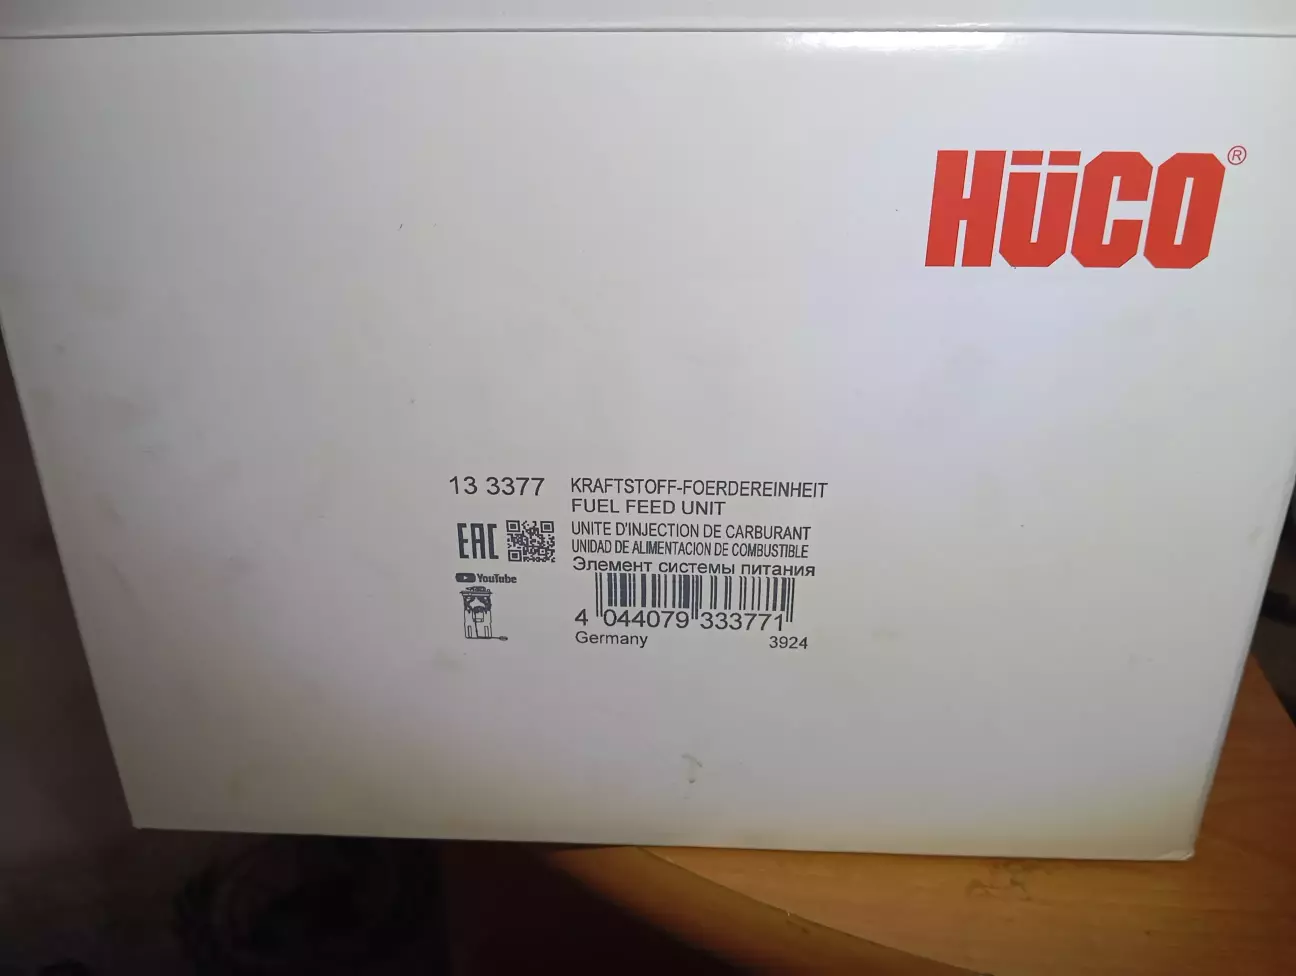 HÜCO®
13 3377
KRAFTSTOFF-FOERDEREINHEIT
FUEL FEED UNIT
UNITE D'INJECTION DE CARBURANT
UNIDAD DE ALIMENTACION DE COMBUSTIBLE
Элемент системы питания
EAC
YouTube
4 044079 333771
Germany
3924